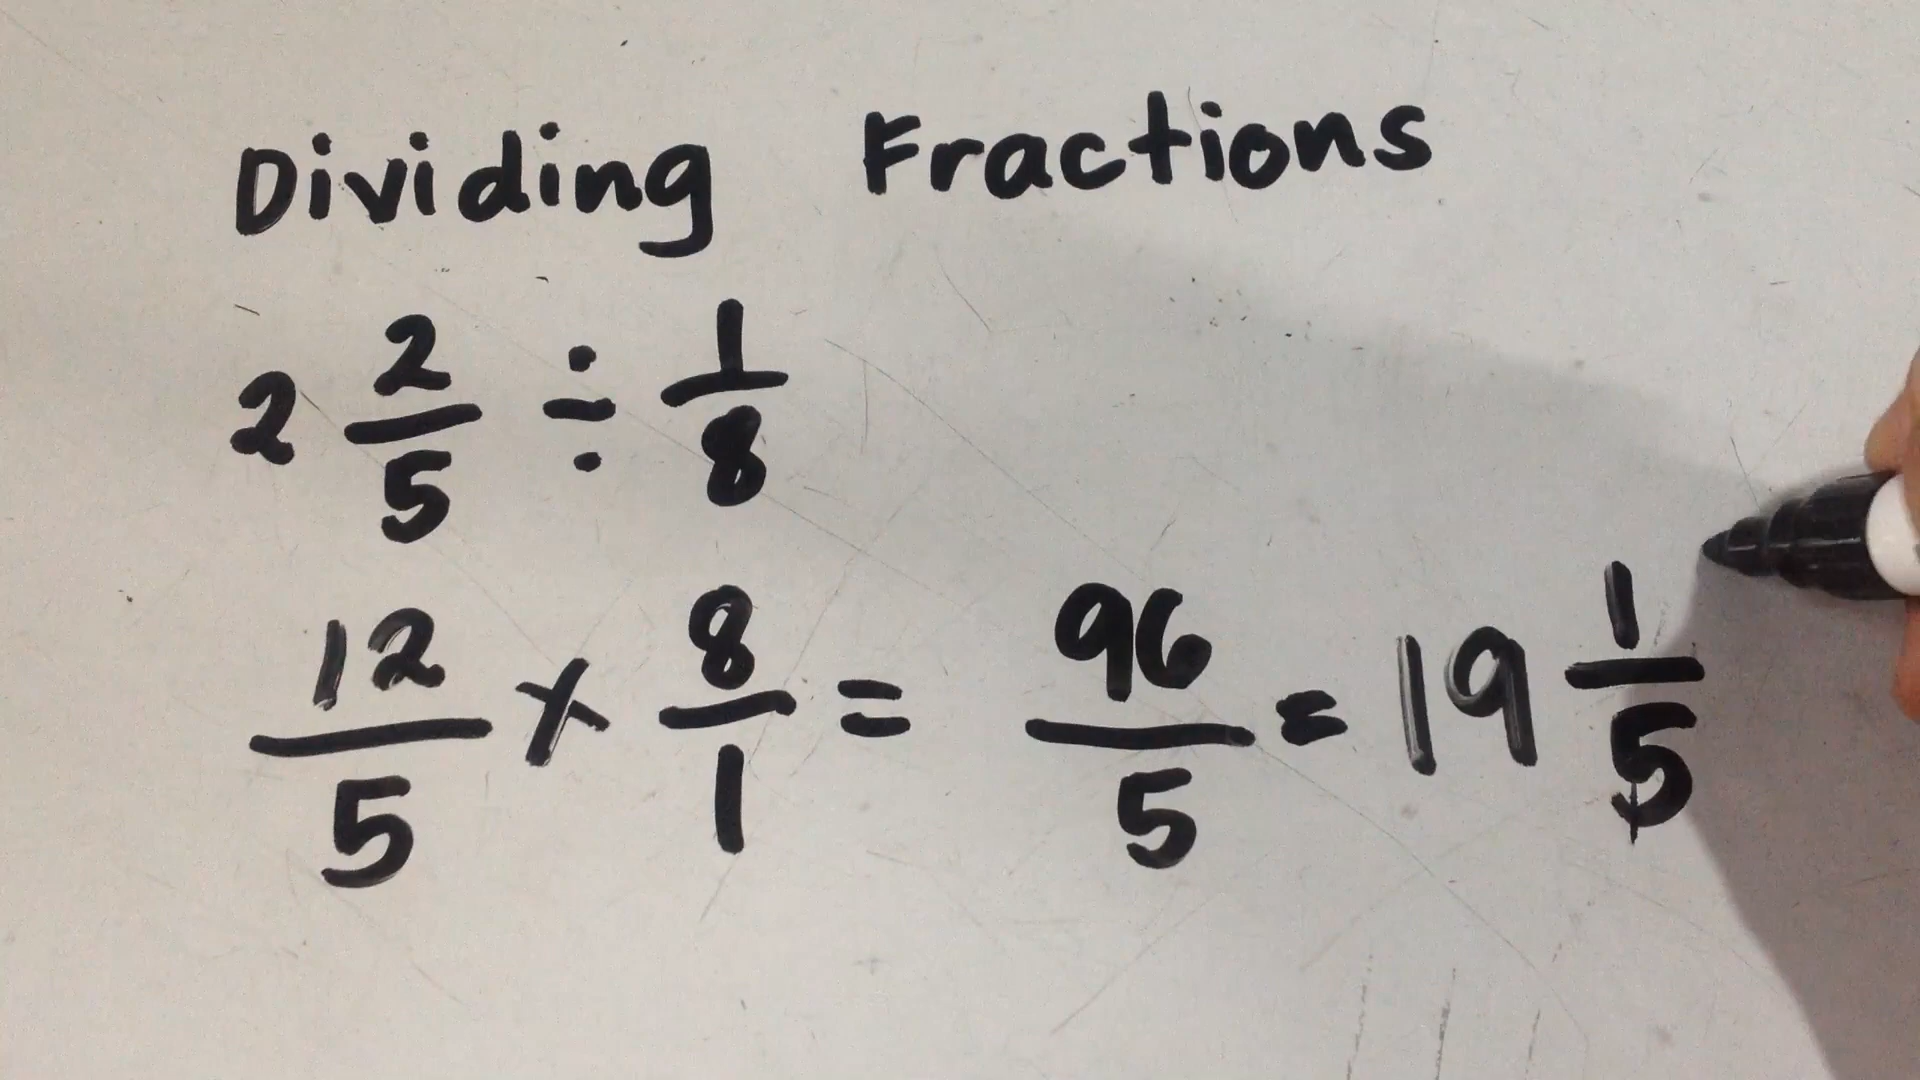 Dividing Fractions
2 2/5 ÷ 1/8
12/5 × 8/1 = 96/5 = 19 1/5